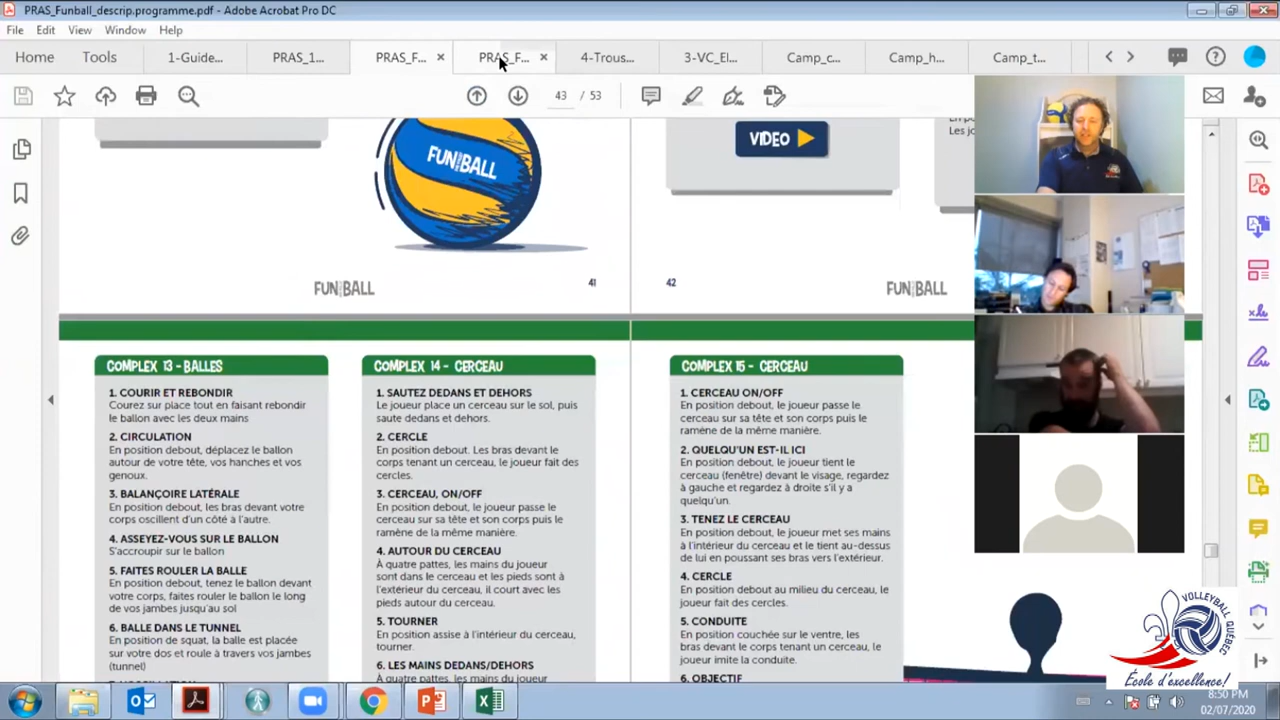 PRAS_Funball_descrip.programme.pdf - Adobe Acrobat Pro DC
File Edit View Window Help
Home Tools 1-Guide... PRAS_1... PRAS_F... PRAS_F... 4-Trous... 3-VC_El... Camp_c... Camp_h... Camp_t...
43 / 53
VIDEO
FUN BALL
FUN BALL
41
42
FUN BALL
COMPLEX 13 - BALLES
1. COURIR ET REBONDIR
Courez sur place tout en faisant rebondir
le ballon avec les deux mains
2. CIRCULATION
En position debout, déplacez le ballon
autour de votre tête, vos hanches et vos
genoux.
3. BALANÇOIRE LATÉRALE
En position debout, les bras devant votre
corps oscillent d'un côté à l'autre.
4. ASSEYEZ-VOUS SUR LE BALLON
S'accroupir sur le ballon
5. FAITES ROULER LA BALLE
En position debout, tenez le ballon devant
votre corps, faites rouler le ballon le long
de vos jambes jusqu'au sol
6. BALLE DANS LE TUNNEL
En position de squat, la balle est placée
sur votre dos et roule à travers vos jambes
(tunnel)
COMPLEX 14 - CERCEAU
1. SAUTEZ DEDANS ET DEHORS
Le joueur place un cerceau sur le sol, puis
saute dedans et dehors.
2. CERCLE
En position debout. Les bras devant le
corps tenant un cerceau, le joueur fait des
cercles.
3. CERCEAU, ON/OFF
En position debout, le joueur passe le
cerceau sur sa tête et son corps puis le
ramène de la même manière.
4. AUTOUR DU CERCEAU
À quatre pattes, les mains du joueur
sont dans le cerceau et les pieds sont à
l'extérieur du cerceau, il court avec les
pieds autour du cerceau.
5. TOURNER
En position assise à l'intérieur du cerceau,
tourner.
6. LES MAINS DEDANS/DEHORS
À quatre pattes, les mains du joueur
COMPLEX 15 - CERCEAU
1. CERCEAU ON/OFF
En position debout, le joueur passe le
cerceau sur sa tête et son corps puis le
ramène de la même manière.
2. QUELQU'UN EST-IL ICI
En position debout, le joueur tient le
cerceau (fenêtre) devant le visage, regardez
à gauche et regardez à droite s'il y a
quelqu'un.
3. TENEZ LE CERCEAU
En position debout, le joueur met ses mains
à l'intérieur du cerceau et le tient au-dessus
de lui en poussant ses bras vers l'extérieur.
4. CERCLE
En position debout au milieu du cerceau, le
joueur fait des cercles.
5. CONDUITE
En position couchée sur le ventre, les
bras devant le corps tenant un cerceau, le
joueur imite la conduite.
6. OBJECTIF
VOLLEYBALL QUÉBEC
École d'excellence!
8:50 PM
02/07/2020